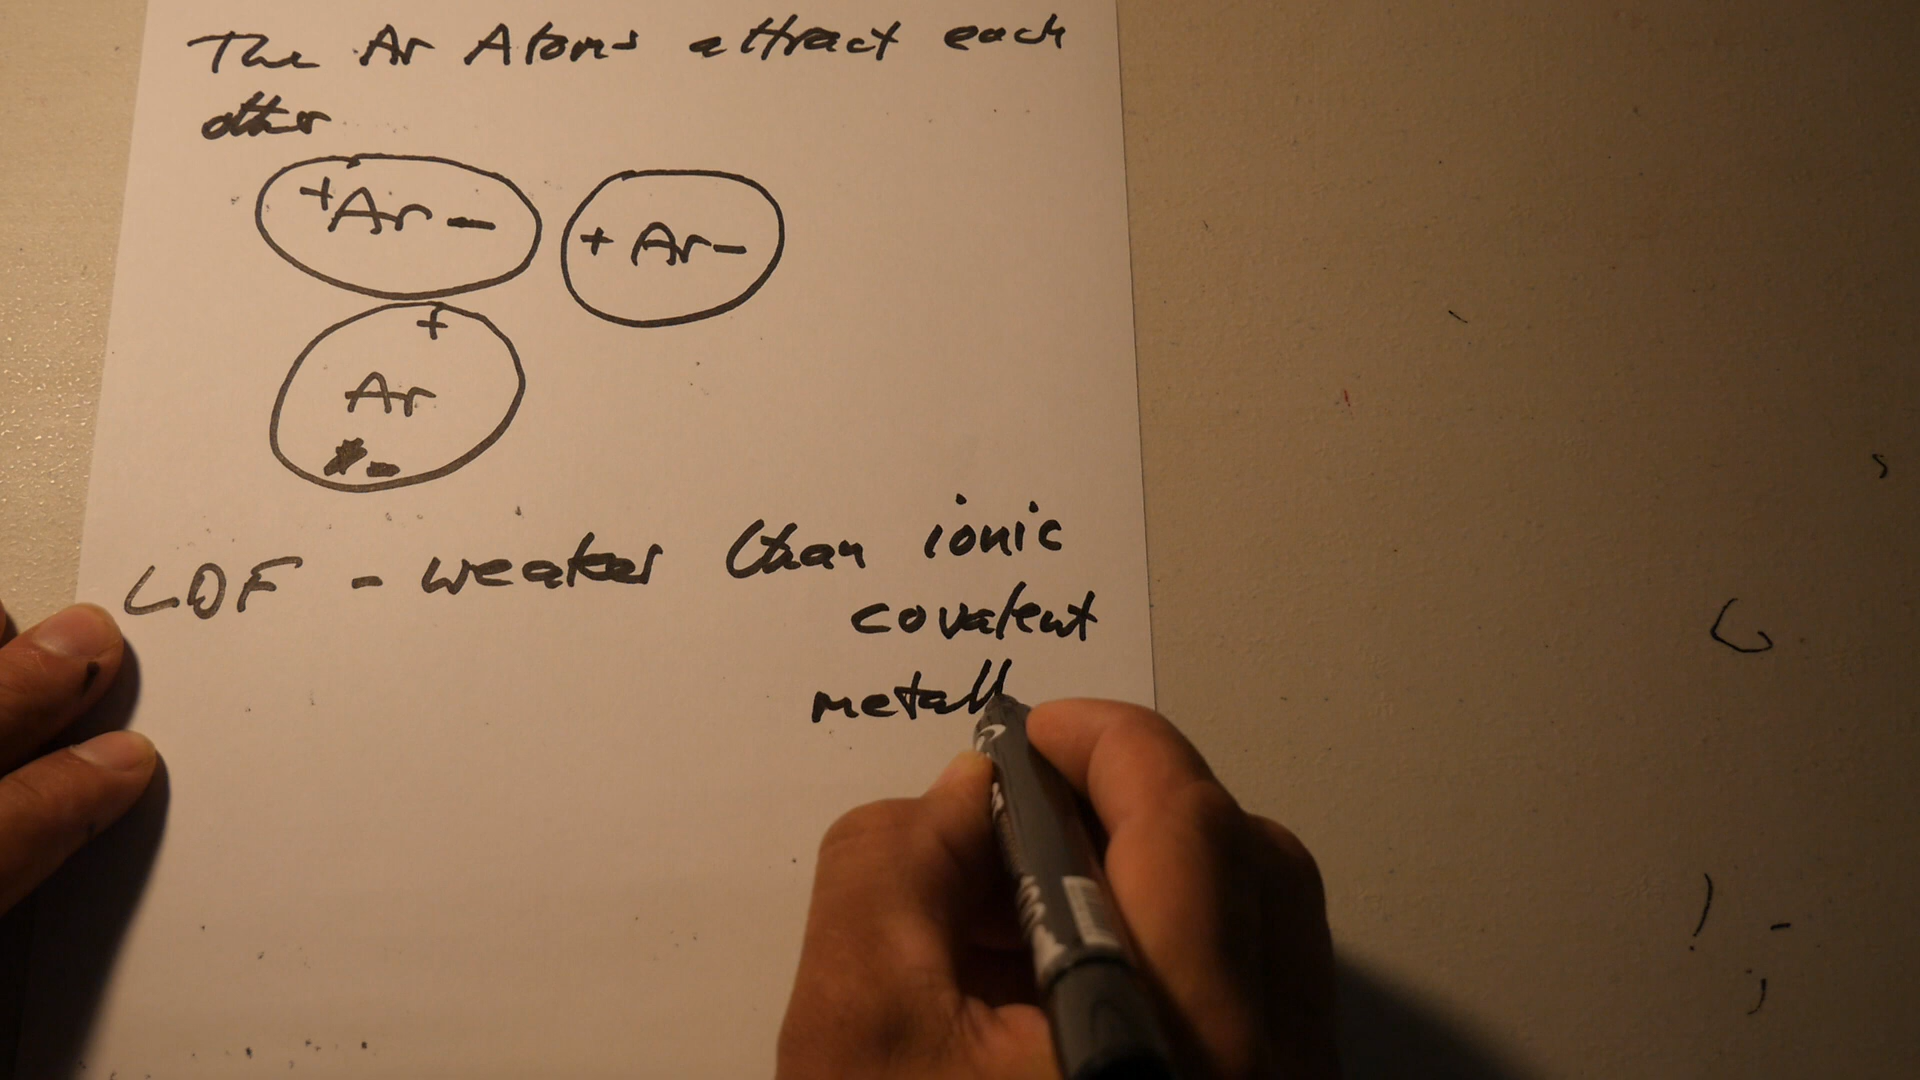 The Ar Atoms attract each
other
+Ar - + Ar -
+
Ar
-
LDF - weaker than ionic
covalent
metall